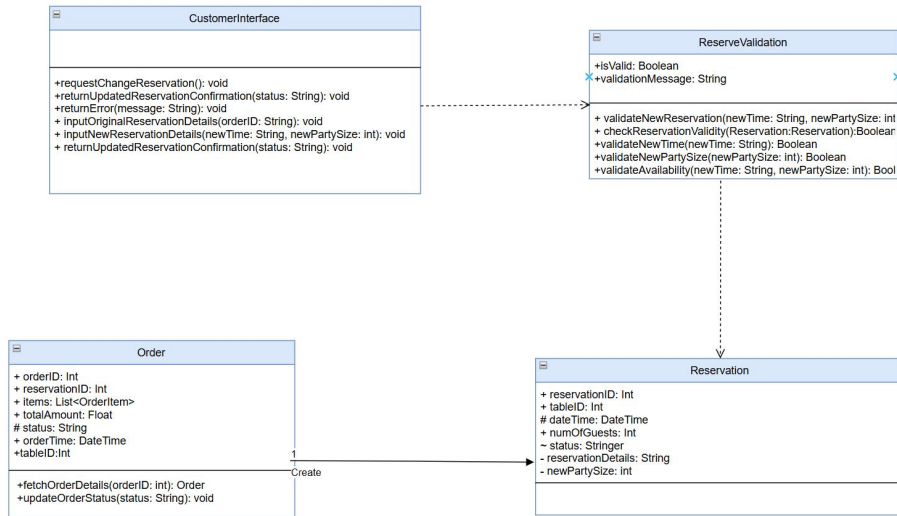 CustomerInterface
+requestChangeReservation(): void
+returnUpdatedReservationConfirmation(status: String): void
+returnError(message: String): void
+ inputOriginalReservationDetails(orderID: String): void
+ inputNewReservationDetails(newTime: String, newPartySize: int): void
+ returnUpdatedReservationConfirmation(status: String): void
ReserveValidation
+isValid: Boolean
+validationMessage: String
+ validateNewReservation(newTime: String, newPartySize: int
+ checkReservationValidity(Reservation:Reservation):Boolean
+validateNewTime(newTime: String): Boolean
+validateNewPartySize(newPartySize: int): Boolean
+validateAvailability(newTime: String, newPartySize: int): Bool
Order
+ orderID: Int
+ reservationID: Int
+ items: List<OrderItem>
+ totalAmount: Float
# status: String
+ orderTime: DateTime
+tableID:Int
+fetchOrderDetails(orderID: int): Order
+updateOrderStatus(status: String): void
1
Create
Reservation
+ reservationID: Int
+ tableID: Int
# dateTime: DateTime
+ numOfGuests: Int
~ status: Stringer
- reservationDetails: String
- newPartySize: int